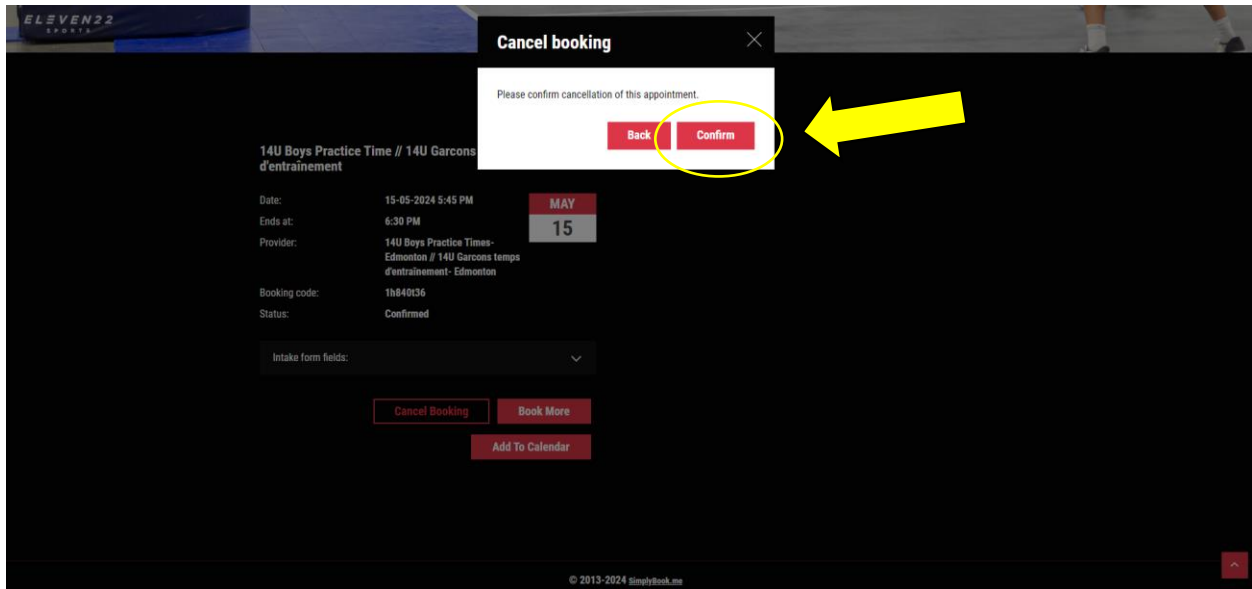 ELEVEN22
SPORTS
Cancel booking
Please confirm cancellation of this appointment.
Back
Confirm
14U Boys Practice Time // 14U Garcons
d'entraînement
Date: 15-05-2024 5:45 PM
MAY
Ends at: 6:30 PM
15
Provider: 14U Boys Practice Times-
Edmonton // 14U Garcons temps
d'entraînement- Edmonton
Booking code: 1h840t36
Status: Confirmed
Intake form fields:
Cancel Booking
Book More
Add To Calendar
© 2013-2024 SimplyBook.me